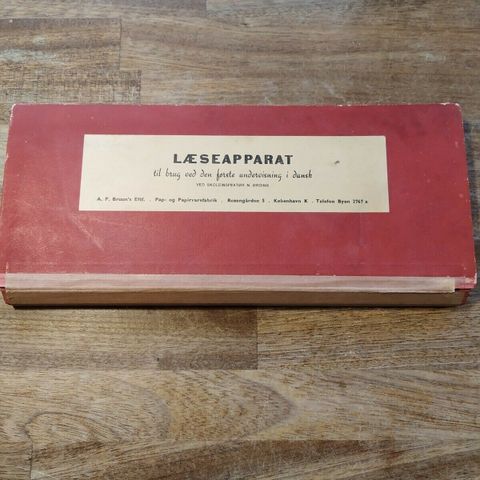 LÆSEAPPARAT
til brug ved den første undervisning i dansk
VED SKOLEINSPEKTØR N. BREDING
A. P. Bruun's Eftf. . Pap- og Papirvarefabrik . Rosengården 5 . København K . Telefon Byen 2767 x